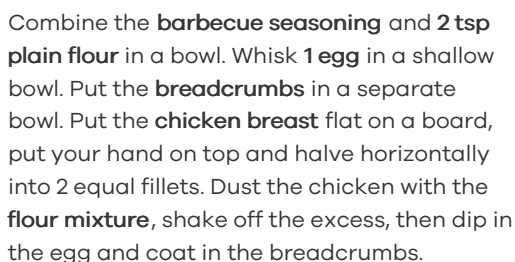 Combine the barbecue seasoning and 2 tsp
plain flour in a bowl. Whisk 1 egg in a shallow
bowl. Put the breadcrumbs in a separate
bowl. Put the chicken breast flat on a board,
put your hand on top and halve horizontally
into 2 equal fillets. Dust the chicken with the
flour mixture, shake off the excess, then dip in
the egg and coat in the breadcrumbs.